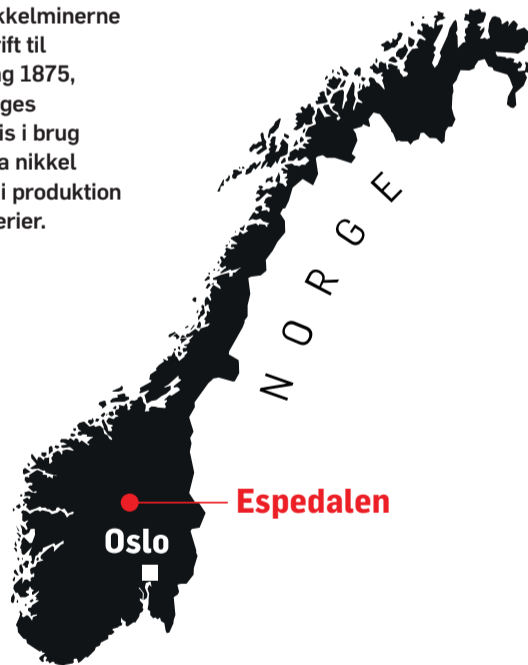 kkelminerne
rift til
g 1875,
ges
is i brug
a nikkel
i produktion
erier.
NORGE
Espedalen
Oslo